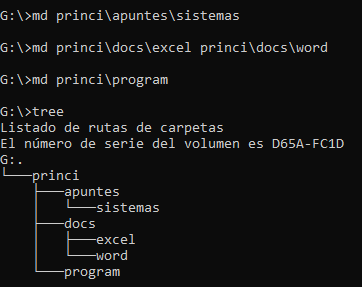 G:\>md princi\apuntes\sistemas
G:\>md princi\docs\excel princi\docs\word
G:\>md princi\program
G:\>tree
Listado de rutas de carpetas
El número de serie del volumen es D65A-FC1D
G:.
└───princi
    ├───apuntes
    │   └───sistemas
    ├───docs
    │   ├───excel
    │   └───word
    └───program